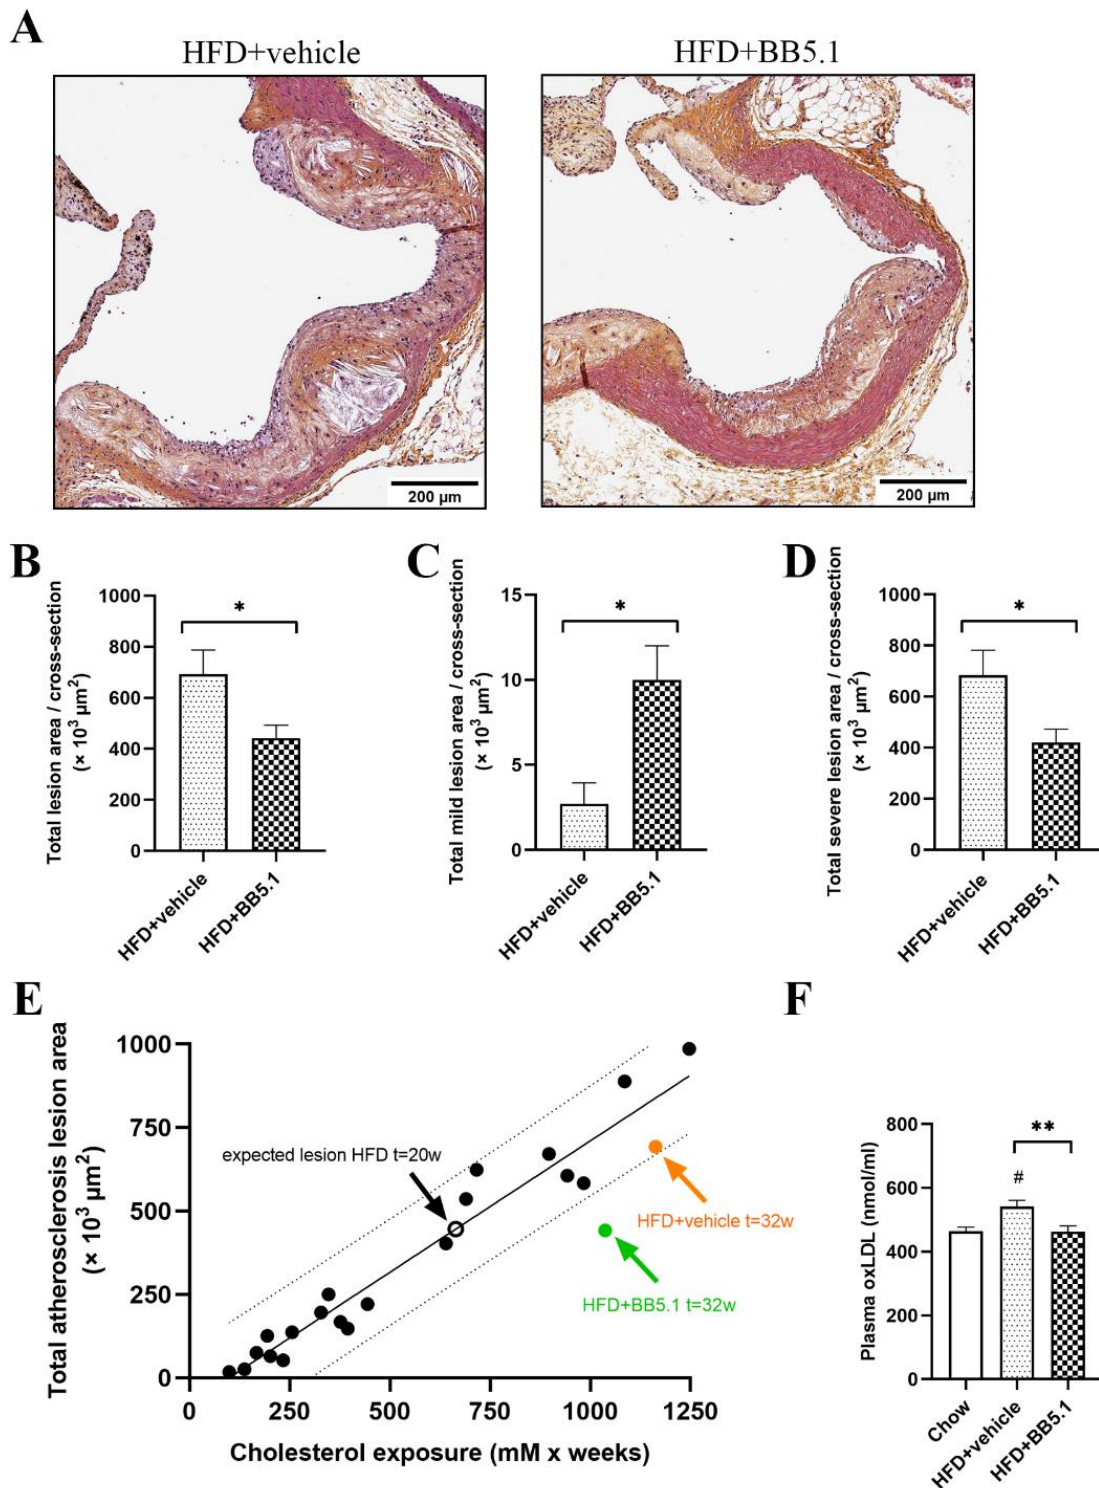 A
HFD+vehicle
HFD+BB5.1
200 µm
200 µm
B
Total lesion area / cross-section
(× 10³ µm²)
1000
800
600
400
200
0
*
HFD+vehicle
HFD+BB5.1
C
Total mild lesion area / cross-section
(× 10³ µm²)
15
10
5
0
*
HFD+vehicle
HFD+BB5.1
D
Total severe lesion area / cross-section
(× 10³ µm²)
1000
800
600
400
200
0
*
HFD+vehicle
HFD+BB5.1
E
Total atherosclerosis lesion area
(× 10³ µm²)
1000
750
500
250
0
expected lesion HFD t=20w
HFD+vehicle t=32w
HFD+BB5.1 t=32w
0
250
500
750
1000
1250
Cholesterol exposure (mM x weeks)
F
Plasma oxLDL (nmol/ml)
800
600
400
200
0
**
#
Chow
HFD+vehicle
HFD+BB5.1